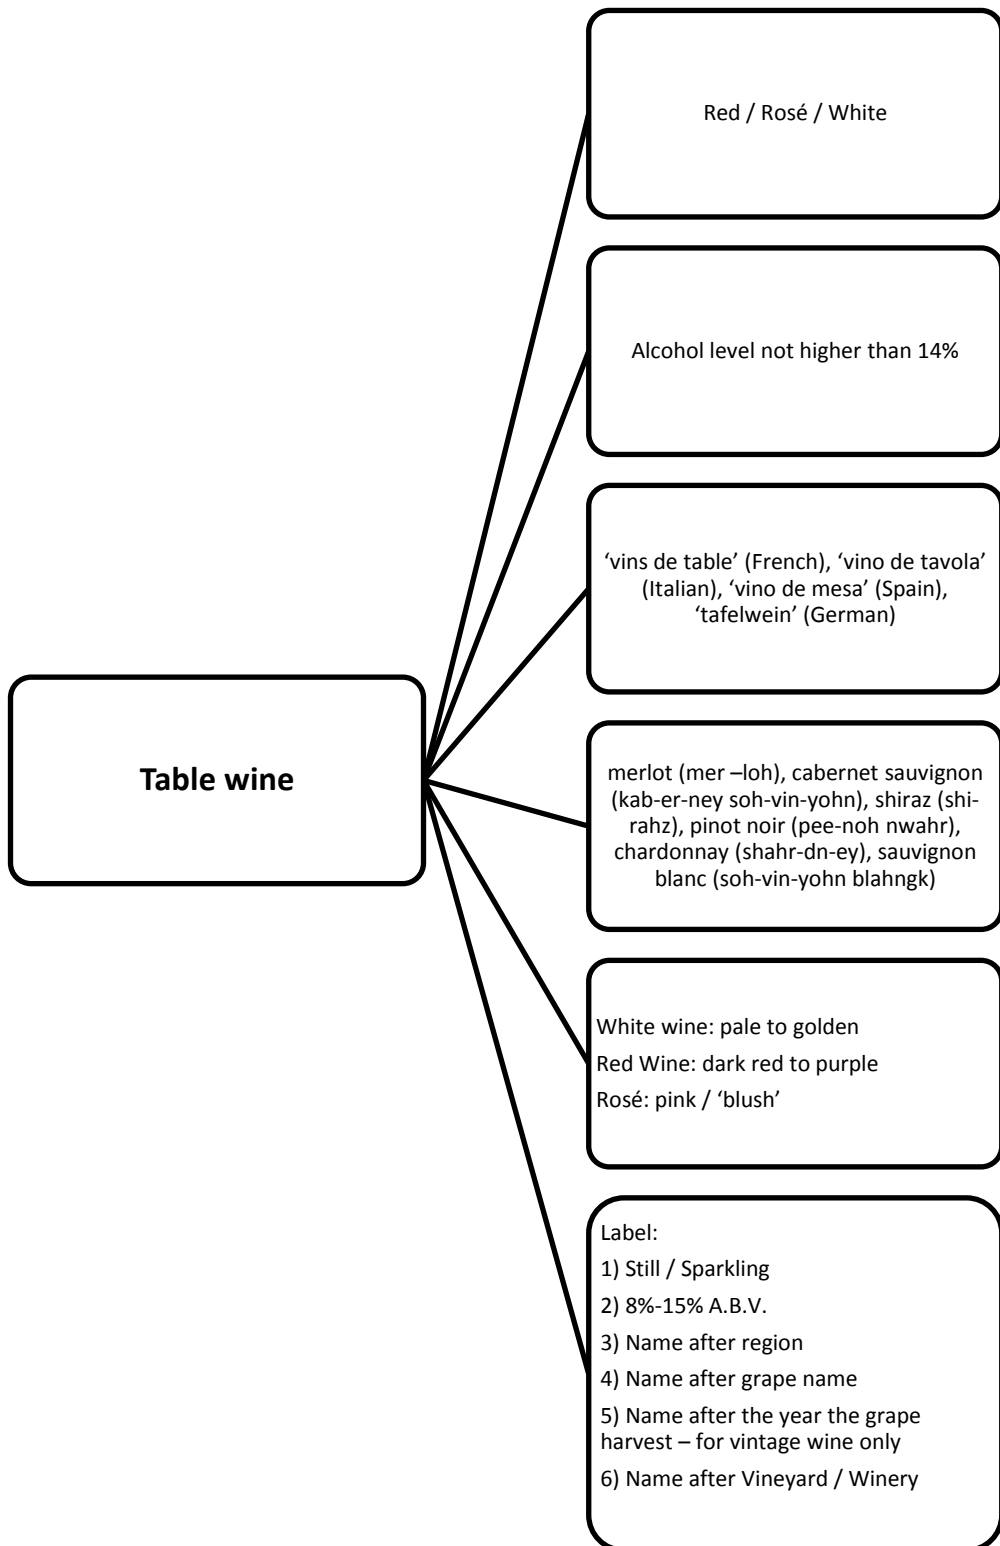 Red / Rosé / White
Alcohol level not higher than 14%
‘vins de table’ (French), ‘vino de tavola’
(Italian), ‘vino de mesa’ (Spain),
‘tafelwein’ (German)
Table wine
merlot (mer –loh), cabernet sauvignon
(kab-er-ney soh-vin-yohn), shiraz (shi-
rahz), pinot noir (pee-noh nwahr),
chardonnay (shahr-dn-ey), sauvignon
blanc (soh-vin-yohn blahngk)
White wine: pale to golden
Red Wine: dark red to purple
Rosé: pink / ‘blush’
Label:
1) Still / Sparkling
2) 8%-15% A.B.V.
3) Name after region
4) Name after grape name
5) Name after the year the grape
harvest – for vintage wine only
6) Name after Vineyard / Winery